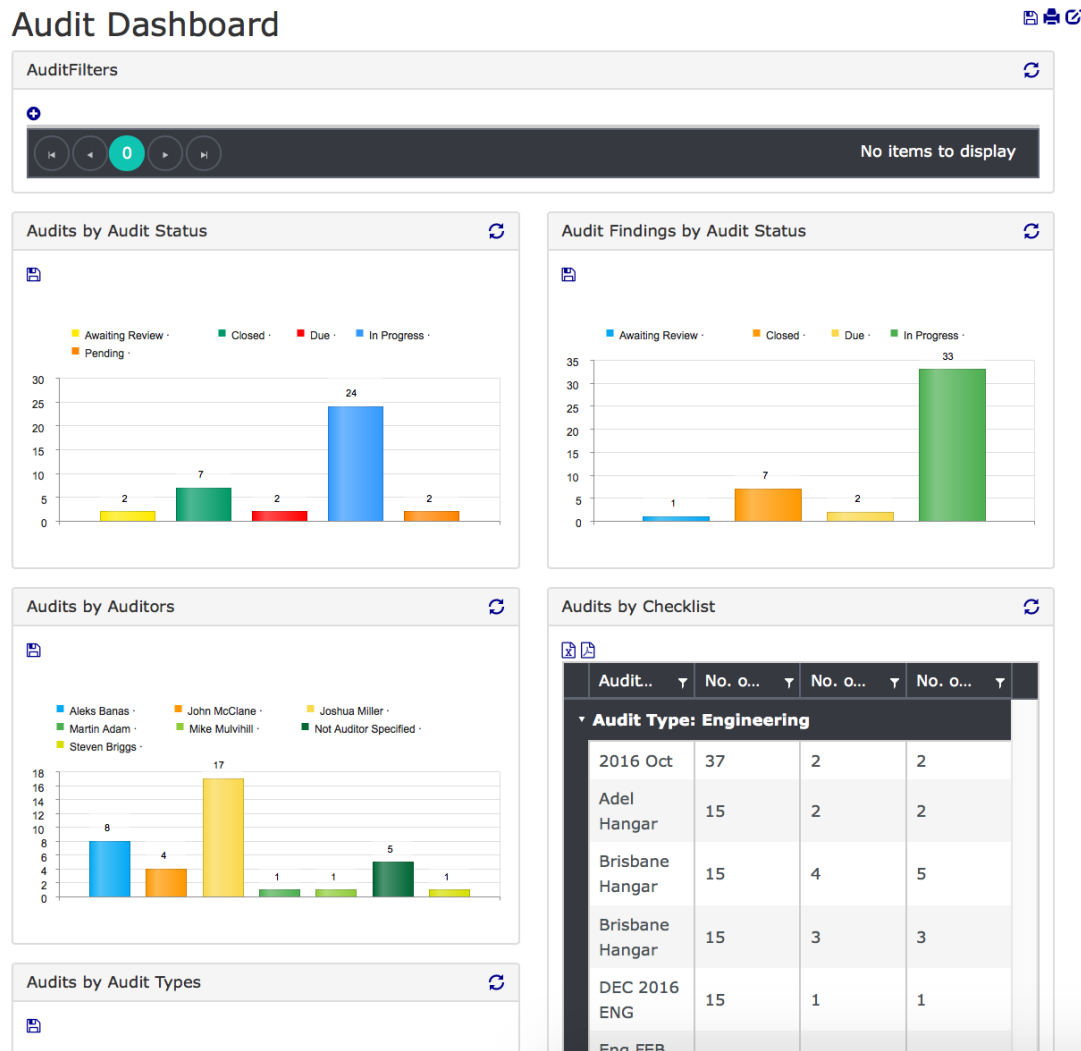 Audit Dashboard
AuditFilters
0
No items to display
Audits by Audit Status
Awaiting Review · Closed · Due · In Progress ·
Pending ·
30
25
20
15
10
5
0
2
7
2
24
2
Audit Findings by Audit Status
Awaiting Review · Closed · Due · In Progress ·
35
30
25
20
15
10
5
0
1
7
2
33
Audits by Auditors
Aleks Banas · John McClane · Joshua Miller ·
Martin Adam · Mike Mulvihill · Not Auditor Specified ·
Steven Briggs ·
18
16
14
12
10
8
6
4
2
0
8
4
17
1
1
5
1
Audits by Checklist
Audit... No. o... No. o... No. o...
Audit Type: Engineering
2016 Oct 37 2 2
Adel
Hangar 15 2 2
Brisbane
Hangar 15 4 5
Brisbane
Hangar 15 3 3
DEC 2016
ENG 15 1 1
Eng FEB
Audits by Audit Types